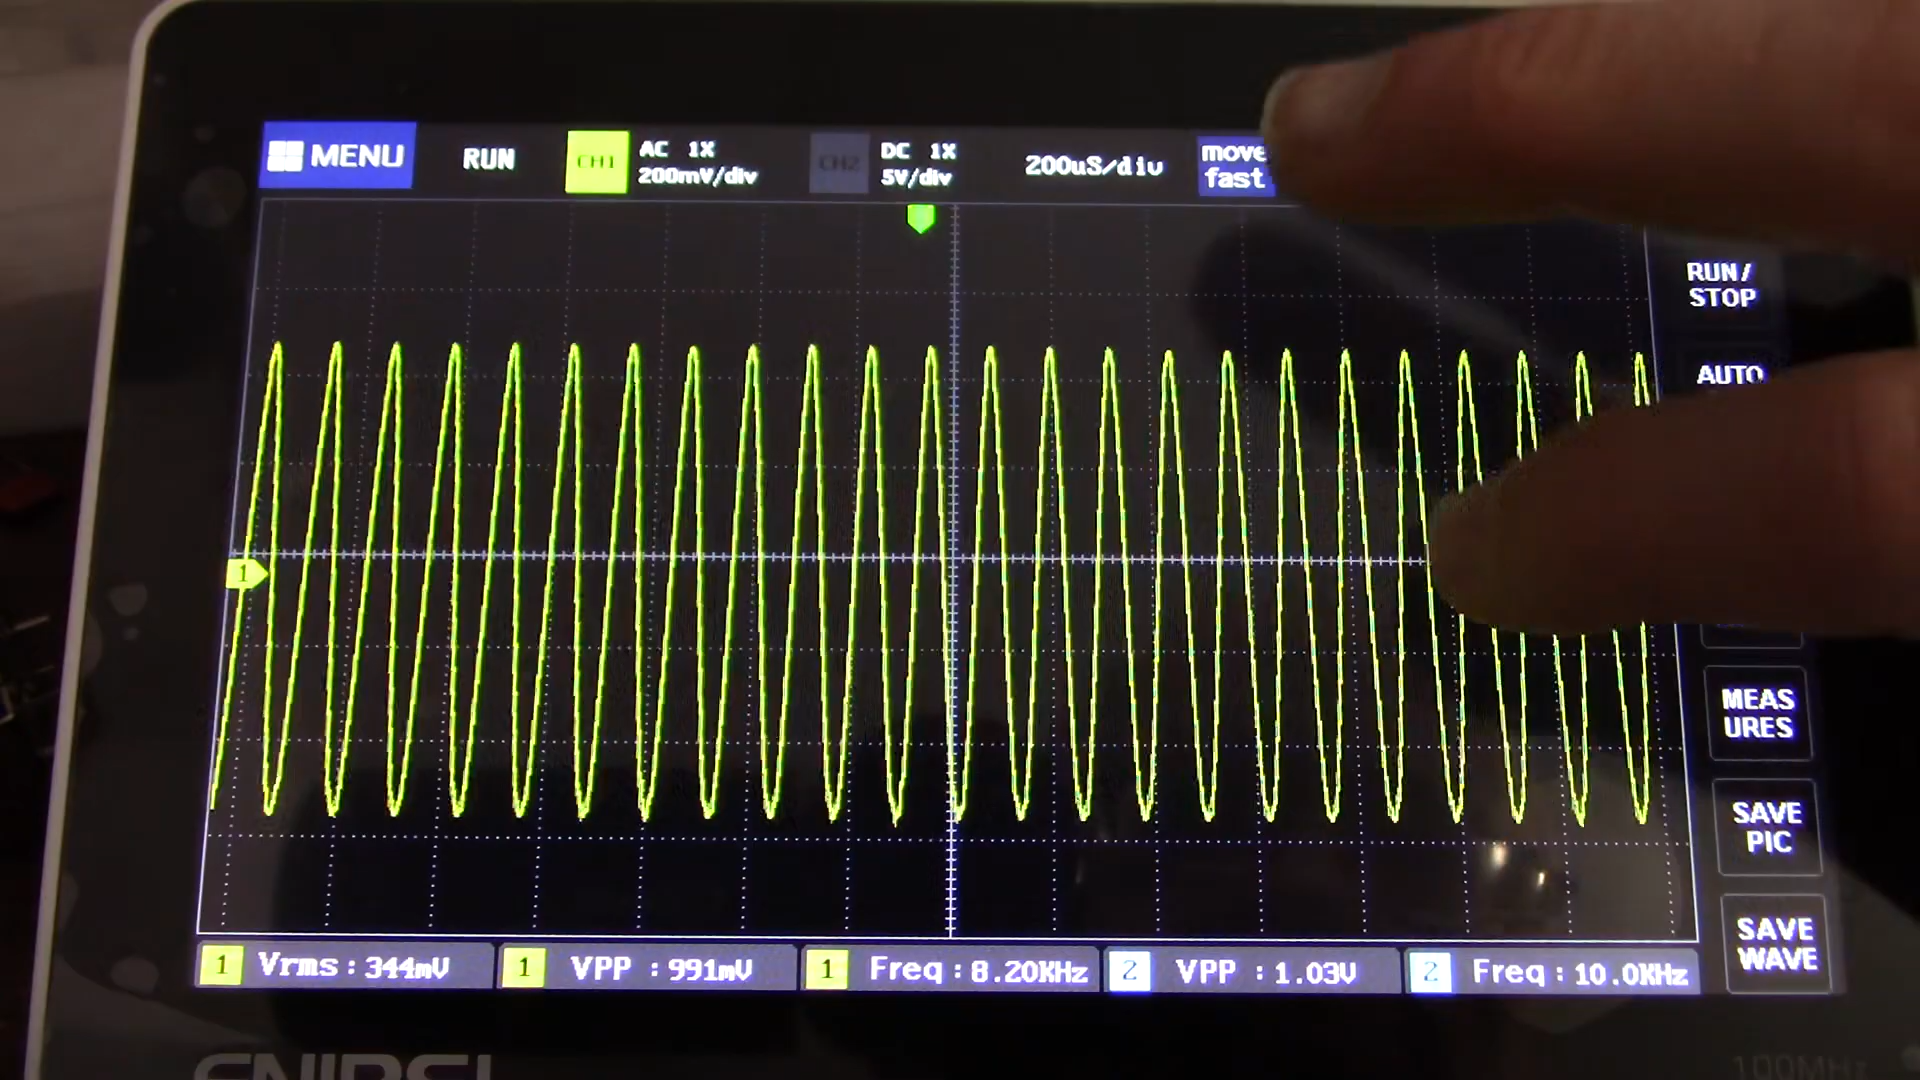 MENU
RUN
CH1
AC 1X
200mV/div
CH2
DC 1X
5V/div
200uS/div
move
fast
RUN/
STOP
AUTO
1
MEAS
URES
SAVE
PIC
SAVE
WAVE
1 Vrms:344mV
1 VPP :991mV
1 Freq:8.20KHz
2 VPP :1.03V
2 Freq:10.0KHz
100MHz